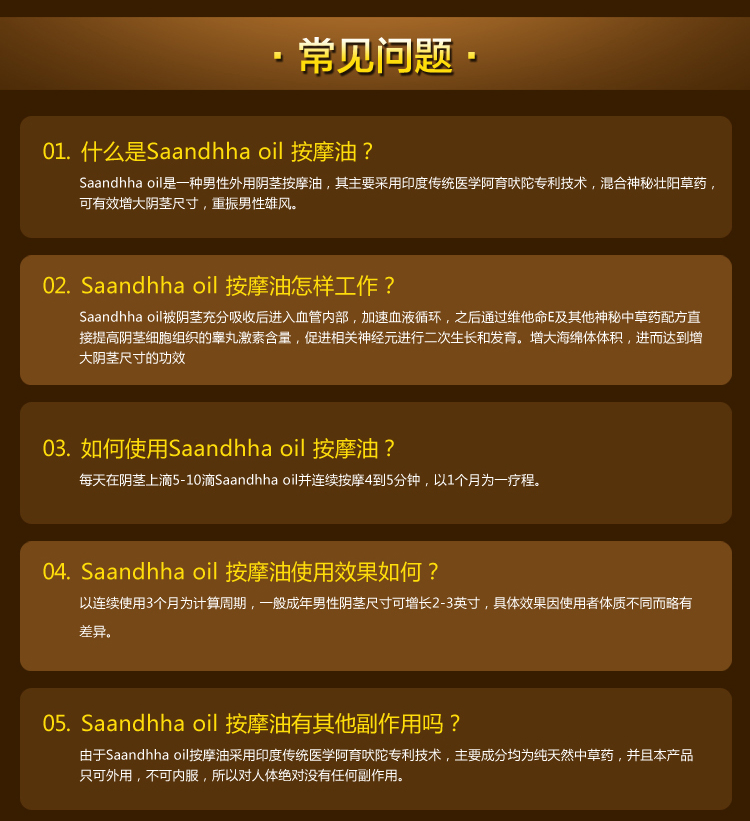 · 常见问题 ·
01. 什么是Saandhha oil 按摩油？
Saandhha oil是一种男性外用阴茎按摩油，其主要采用印度传统医学阿育吠陀专利技术，混合神秘壮阳草药，
可有效增大阴茎尺寸，重振男性雄风。
02. Saandhha oil 按摩油怎样工作？
Saandhha oil被阴茎充分吸收后进入血管内部，加速血液循环，之后通过维他命E及其他神秘中草药配方直
接提高阴茎细胞组织的睾丸激素含量，促进相关神经元进行二次生长和发育。增大海绵体体积，进而达到增
大阴茎尺寸的功效
03. 如何使用Saandhha oil 按摩油？
每天在阴茎上滴5-10滴Saandhha oil并连续按摩4到5分钟，以1个月为一疗程。
04. Saandhha oil 按摩油使用效果如何？
以连续使用3个月为计算周期，一般成年男性阴茎尺寸可增长2-3英寸，具体效果因使用者体质不同而略有
差异。
05. Saandhha oil 按摩油有其他副作用吗？
由于Saandhha oil按摩油采用印度传统医学阿育吠陀专利技术，主要成分均为纯天然中草药，并且本产品
只可外用，不可内服，所以对人体绝对没有任何副作用。